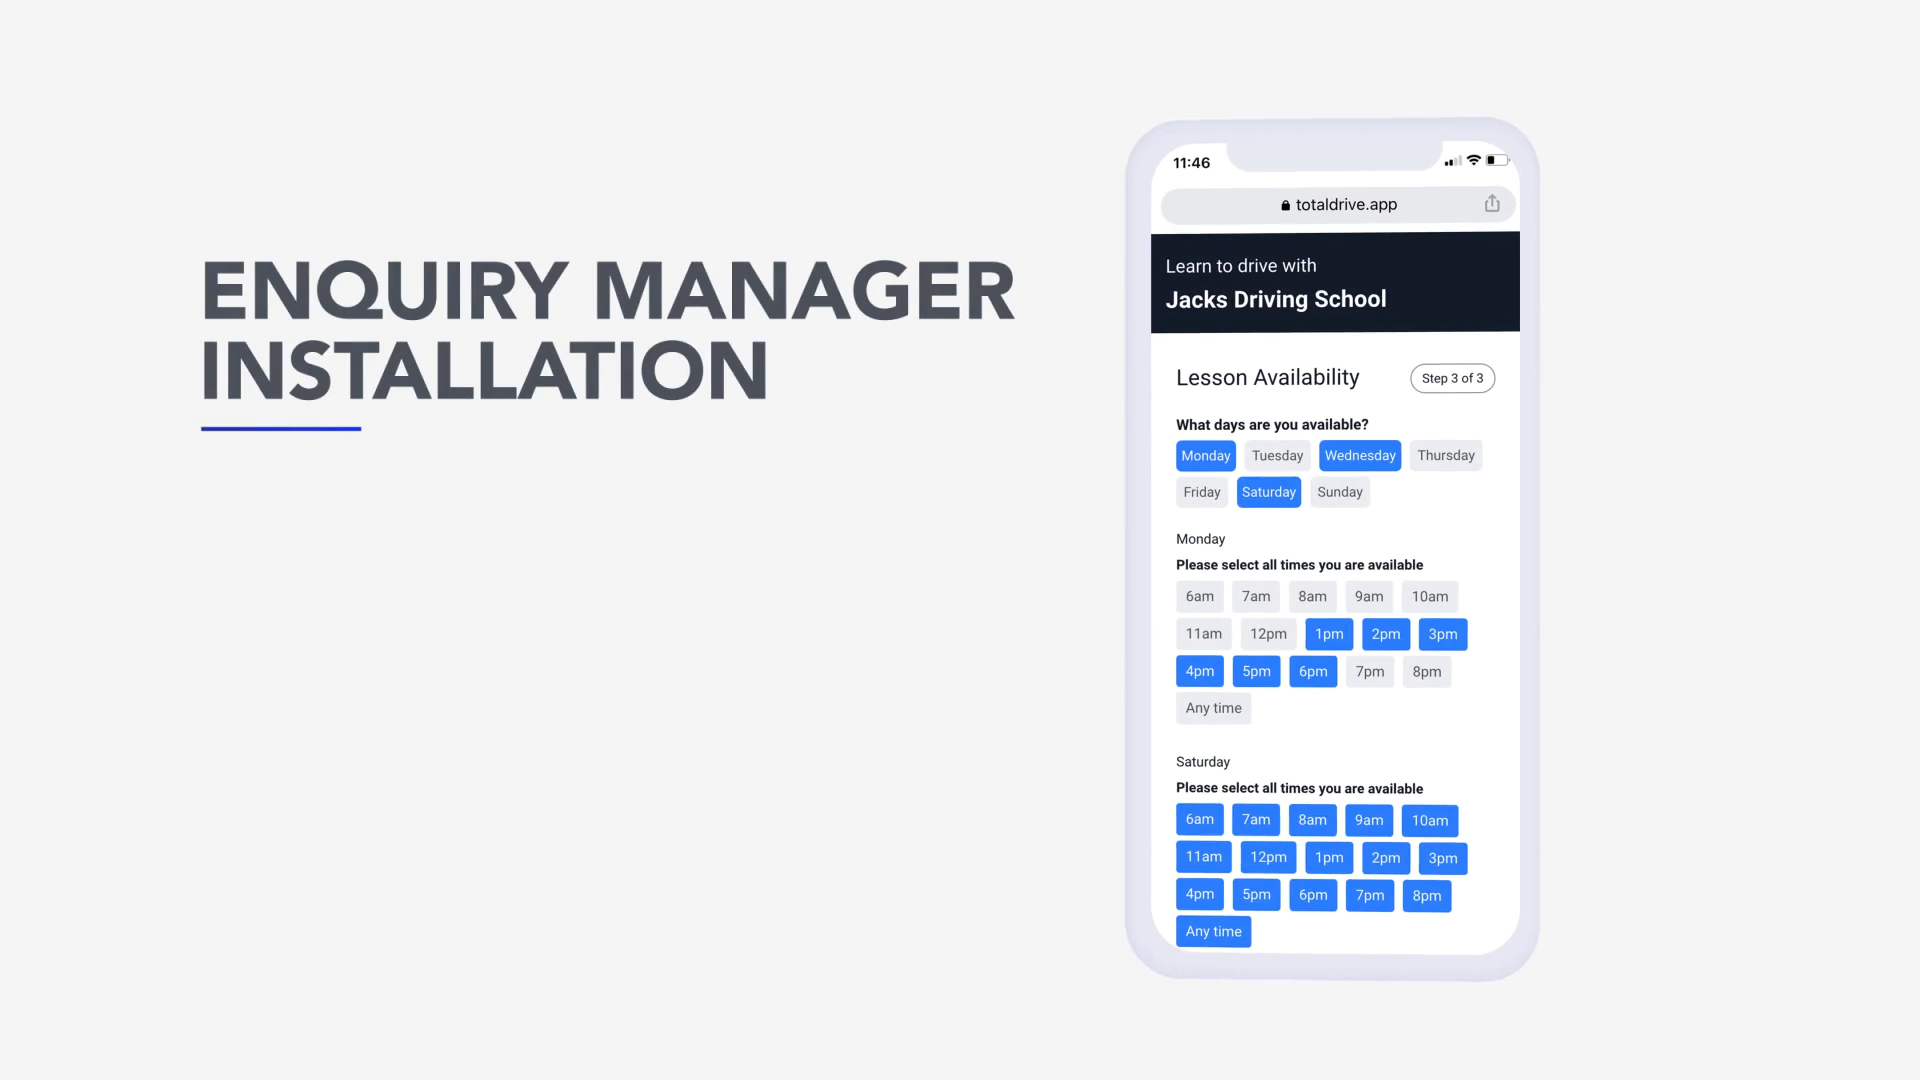 ENQUIRY MANAGER
INSTALLATION
11:46
totaldrive.app
Learn to drive with
Jacks Driving School
Lesson Availability Step 3 of 3
What days are you available?
Monday Tuesday Wednesday Thursday
Friday Saturday Sunday
Monday
Please select all times you are available
6am 7am 8am 9am 10am
11am 12pm 1pm 2pm 3pm
4pm 5pm 6pm 7pm 8pm
Any time
Saturday
Please select all times you are available
6am 7am 8am 9am 10am
11am 12pm 1pm 2pm 3pm
4pm 5pm 6pm 7pm 8pm
Any time